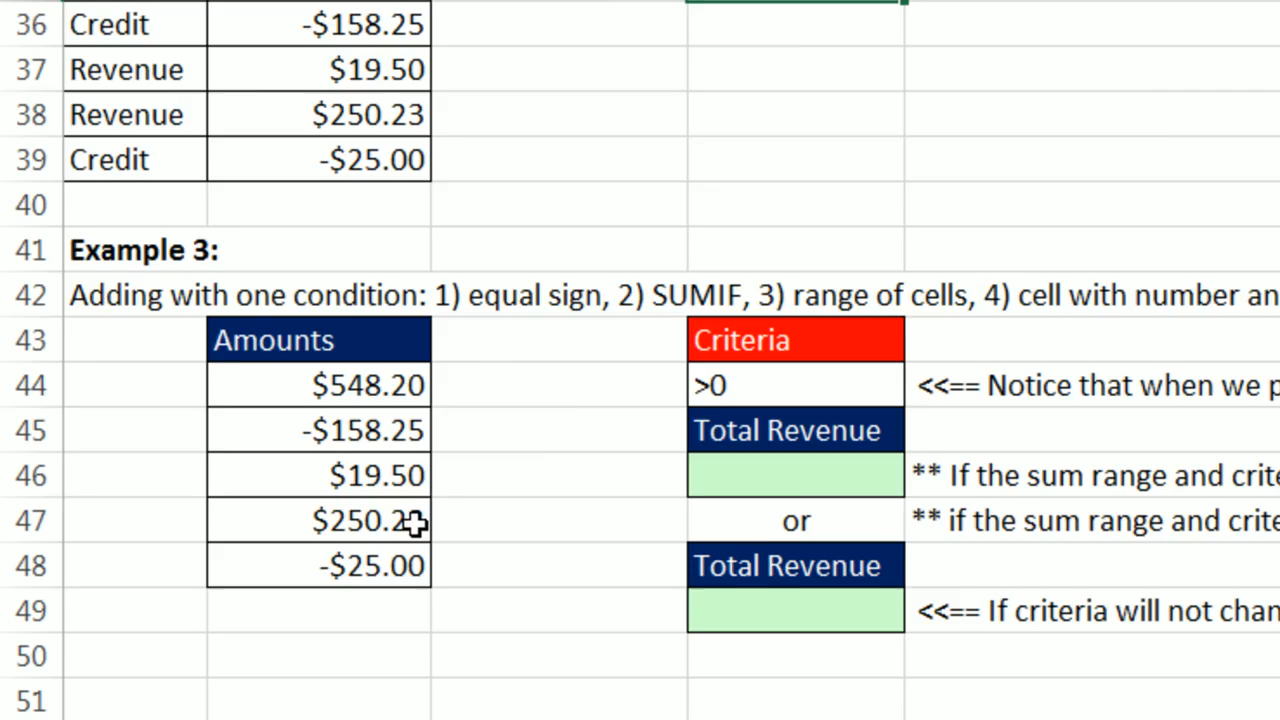 36 Credit -$158.25
37 Revenue $19.50
38 Revenue $250.23
39 Credit -$25.00
40
41 Example 3:
42 Adding with one condition: 1) equal sign, 2) SUMIF, 3) range of cells, 4) cell with number
43 Amounts Criteria
44 $548.20 >0 <<== Notice that when we
45 -$158.25 Total Revenue
46 $19.50 ** If the sum range and
47 or ** if the sum range and
48 -$25.00 Total Revenue
49 <<== If criteria will not
50
51